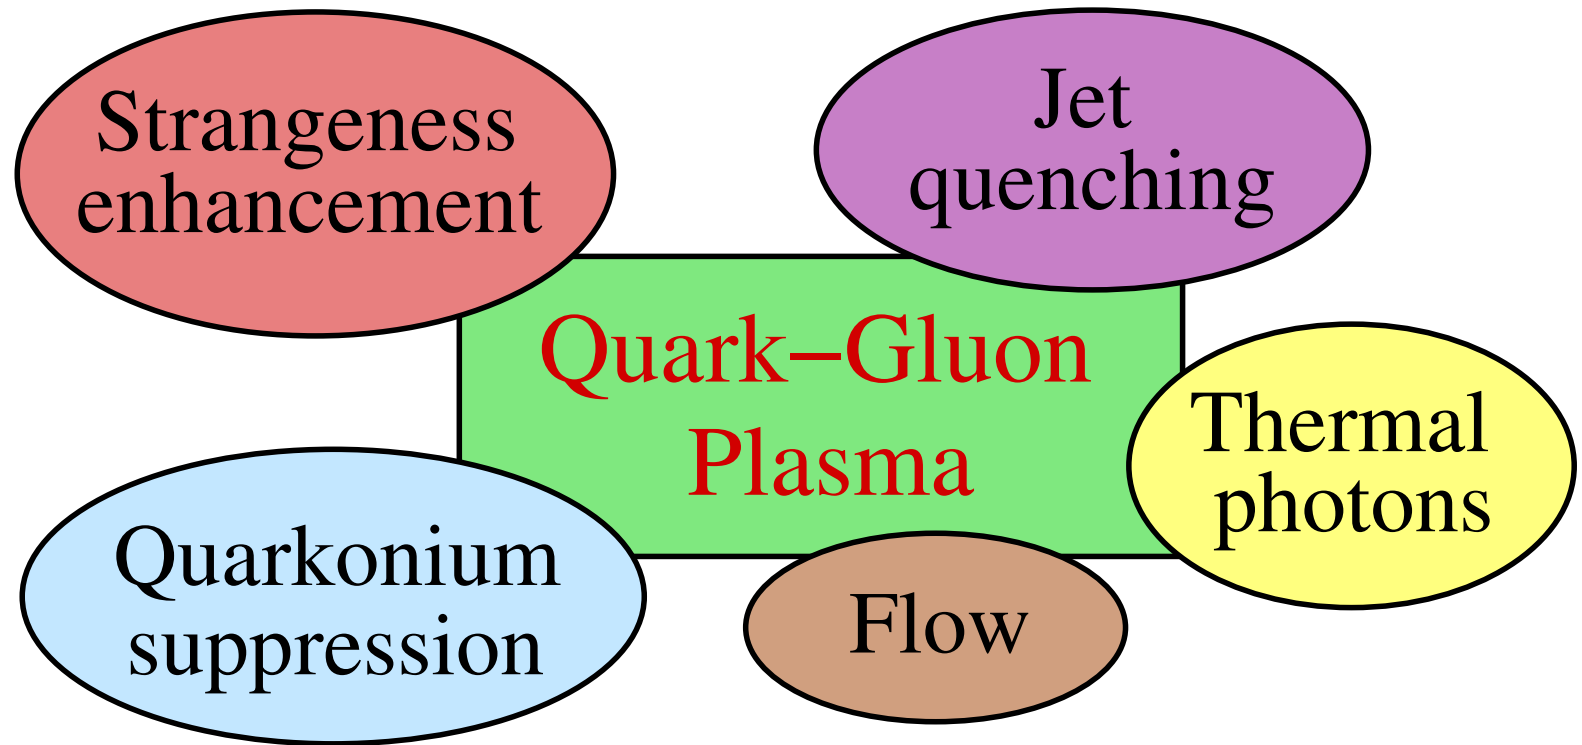 Strangeness
enhancement
Jet
quenching
Quark–Gluon
Plasma
Thermal
photons
Quarkonium
suppression
Flow